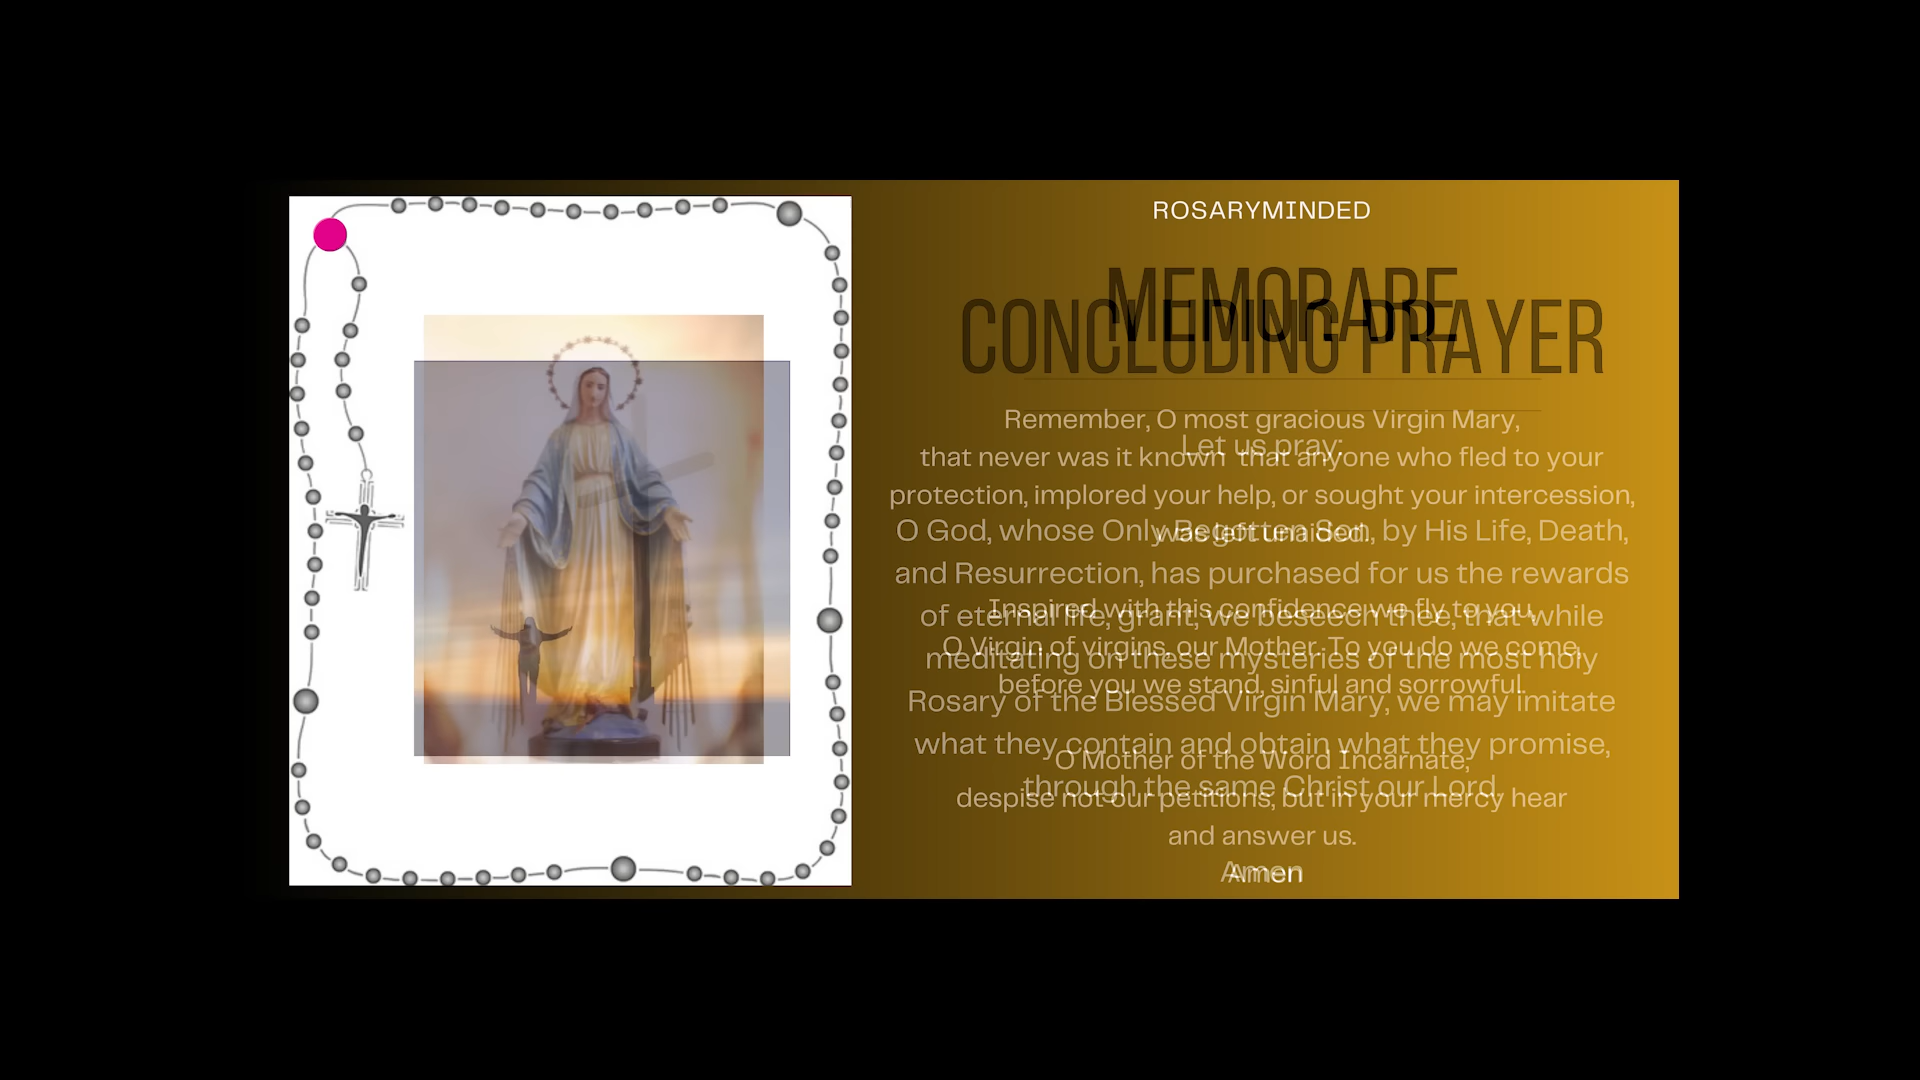 ROSARYMINDED
MEMORARE
CONCLUDING PRAYER
Remember, O most gracious Virgin Mary,
Let us pray:
that never was it known that anyone who fled to your
protection, implored your help, or sought your intercession,
O God, whose Only Begotten Son, by His Life, Death,
was left unaided.
and Resurrection, has purchased for us the rewards
Inspired with this confidence we fly to you,
of eternal life, grant, we beseech thee, that while
O Virgin of virgins, our Mother. To you do we come,
meditating on these mysteries of the most holy
before you we stand, sinful and sorrowful.
Rosary of the Blessed Virgin Mary, we may imitate
what they contain and obtain what they promise,
O Mother of the Word Incarnate,
through the same Christ our Lord.
despise not our petitions, but in your mercy hear
and answer us.
Amen
Amen